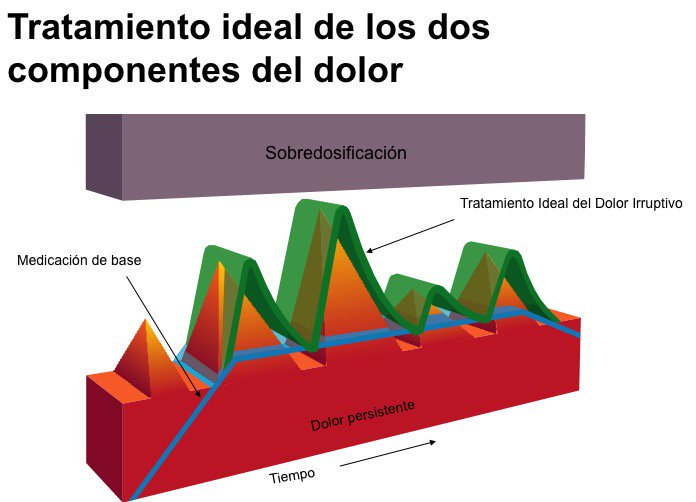 Tratamiento ideal de los dos
componentes del dolor
Sobredosificación
Tratamiento Ideal del Dolor Irruptivo
Medicación de base
Dolor persistente
Tiempo